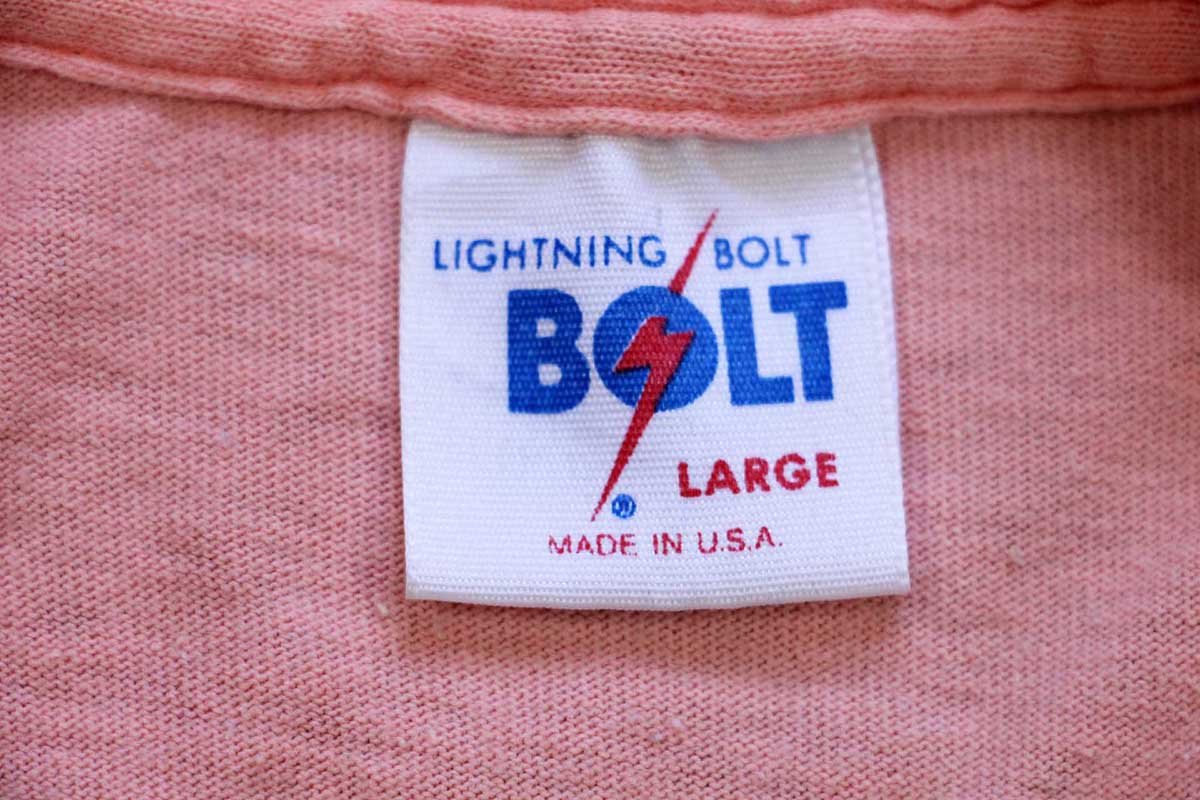 LIGHTNING BOLT
BOLT
LARGE
®
MADE IN U.S.A.